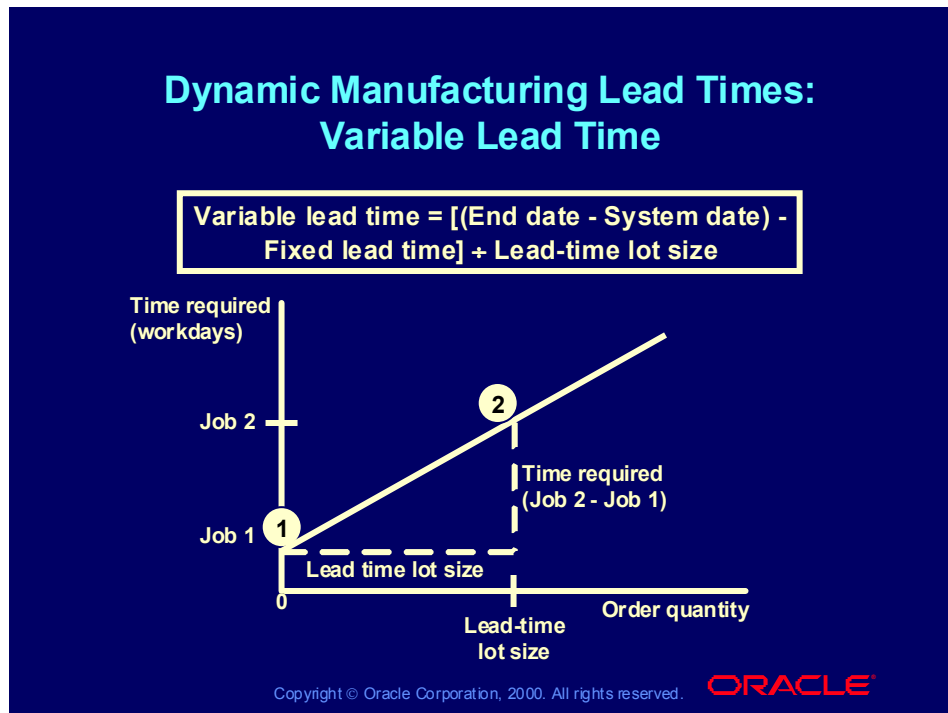 Dynamic Manufacturing Lead Times:
Variable Lead Time
Variable lead time = [(End date - System date) -
Fixed lead time] ÷ Lead-time lot size
Time required
(workdays)
Job 2
2
Time required
(Job 2 - Job 1)
Job 1
1
Lead time lot size
0
Order quantity
Lead-time
lot size
Copyright © Oracle Corporation, 2000. All rights reserved.
ORACLE®